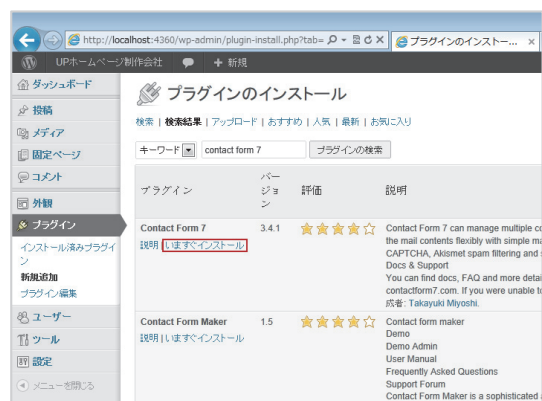 http://localhost:4360/wp-admin/plugin-install.php?tab=
プラグインのインストー... ×
UPホームページ制作会社 + 新規
ダッシュボード
投稿
メディア
固定ページ
コメント
外観
プラグイン
インストール済みプラグイ
ン
新規追加
プラグイン編集
ユーザー
ツール
設定
メニューを閉じる
プラグインのインストール
検索 | 検索結果 | アップロード | おすすめ | 人気 | 最新 | お気に入り
キーワード contact form 7 プラグインの検索
プラグイン バー
ジョ
ン 評価 説明
Contact Form 7 3.4.1 Contact Form 7 can manage multiple co
説明 | いますぐインストール the mail contents flexibly with simple ma
CAPTCHA, Akismet spam filtering and
Docs & Support
You can find docs, FAQ and more detai
contactform7.com. If you were unable to
成者: Takayuki Miyoshi.
Contact Form Maker 1.5 Contact form maker
説明 | いますぐインストール Demo
Demo Admin
User Manual
Frequently Asked Questions
Support Forum
Contact Form Maker is a sophisticated